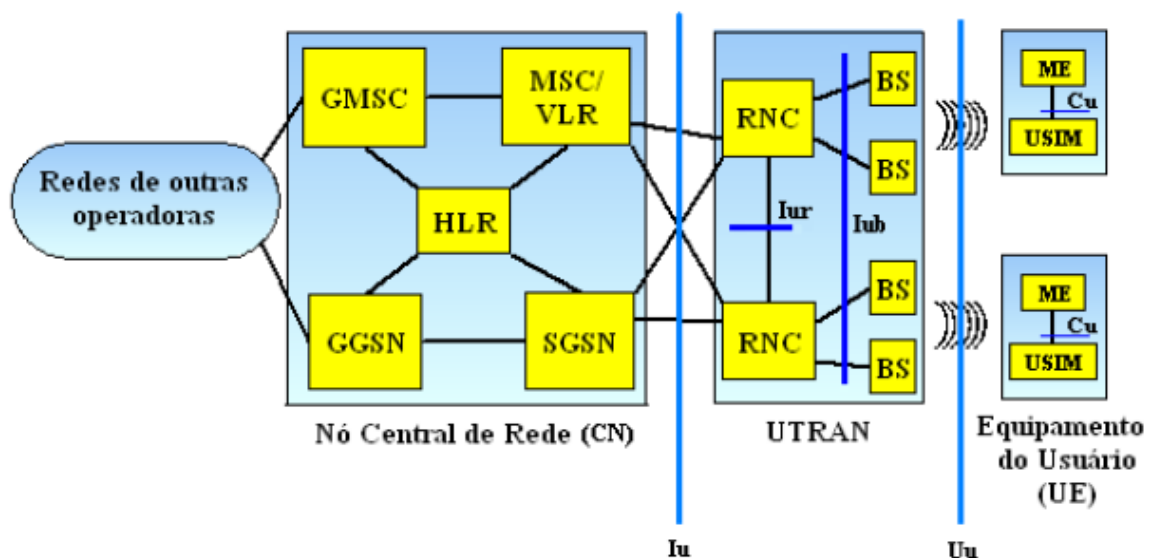 Redes de outras
operadoras
GMSC
MSC/
VLR
HLR
GGSN
SGSN
Nó Central de Rede (CN)
Iu
RNC
BS
BS
Iur
Iub
RNC
BS
BS
UTRAN
Uu
ME
Cu
USIM
ME
Cu
USIM
Equipamento
do Usuário
(UE)